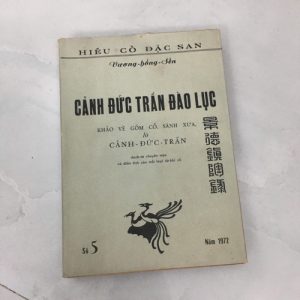 HIẾU CỔ ĐẶC SAN
Vương-hồng-Sển
CẢNH ĐỨC TRẤN ĐÀO LỤC
KHẢO VỀ GỐM CỔ, SÀNH XƯA,
Ở
CẢNH-ĐỨC-TRẤN
景德鎮陶錄
Số 5
Năm 1972